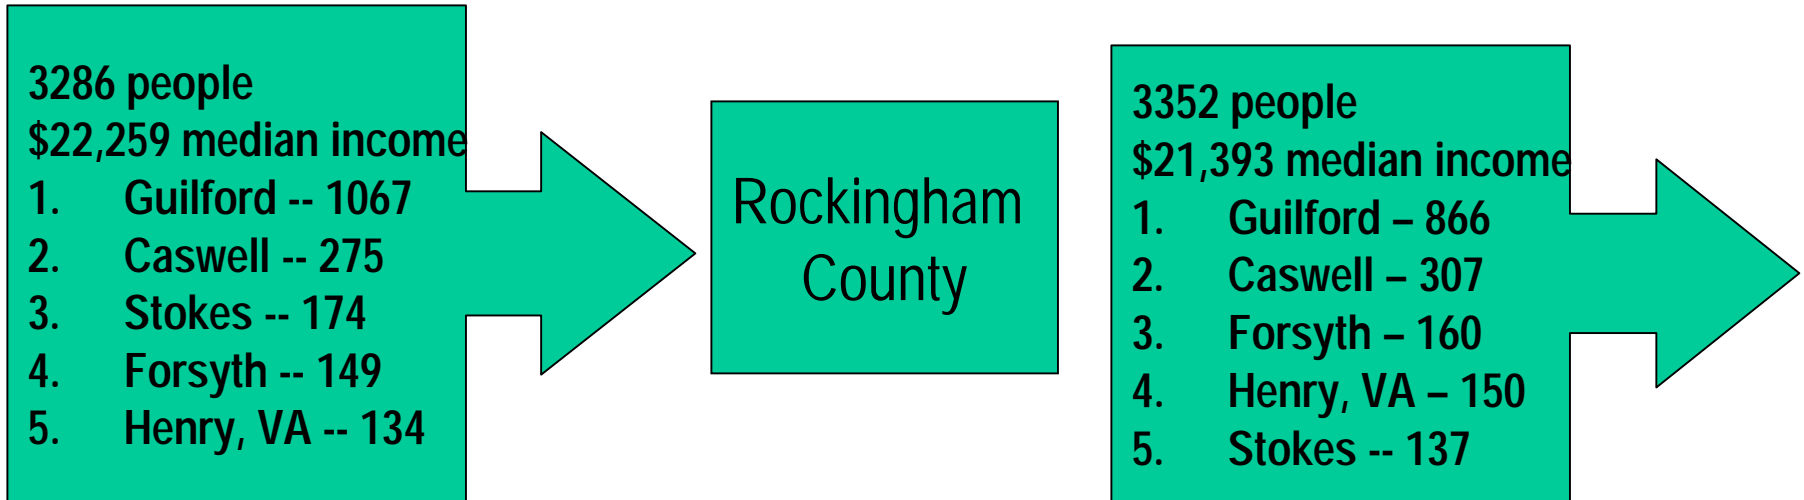 3286 people
$22,259 median income
1. Guilford -- 1067
2. Caswell -- 275
3. Stokes -- 174
4. Forsyth -- 149
5. Henry, VA -- 134
Rockingham
County
3352 people
$21,393 median income
1. Guilford – 866
2. Caswell – 307
3. Forsyth – 160
4. Henry, VA – 150
5. Stokes -- 137